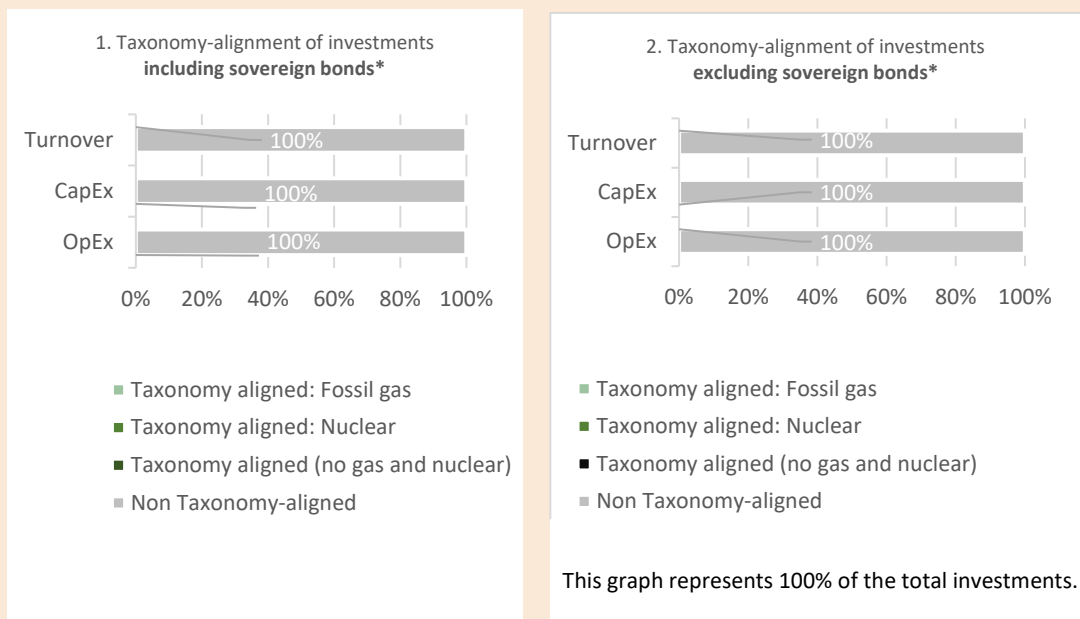 1. Taxonomy-alignment of investments
including sovereign bonds*
Turnover
100%
CapEx
100%
OpEx
100%
0% 20% 40% 60% 80% 100%
Taxonomy aligned: Fossil gas
Taxonomy aligned: Nuclear
Taxonomy aligned (no gas and nuclear)
Non Taxonomy-aligned
2. Taxonomy-alignment of investments
excluding sovereign bonds*
Turnover
100%
CapEx
100%
OpEx
100%
0% 20% 40% 60% 80% 100%
Taxonomy aligned: Fossil gas
Taxonomy aligned: Nuclear
Taxonomy aligned (no gas and nuclear)
Non Taxonomy-aligned
This graph represents 100% of the total investments.